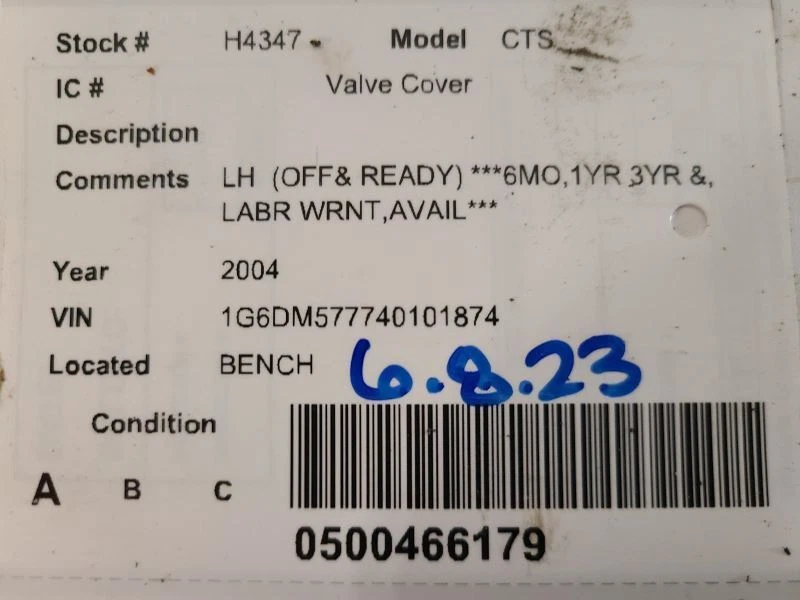 Stock # H4347 Model CTS
IC # Valve Cover
Description
Comments LH (OFF& READY) ***6MO,1YR 3YR &,
LABR WRNT,AVAIL***
Year 2004
VIN 1G6DM577740101874
Located BENCH 6.8.23
Condition
A B C
0500466179